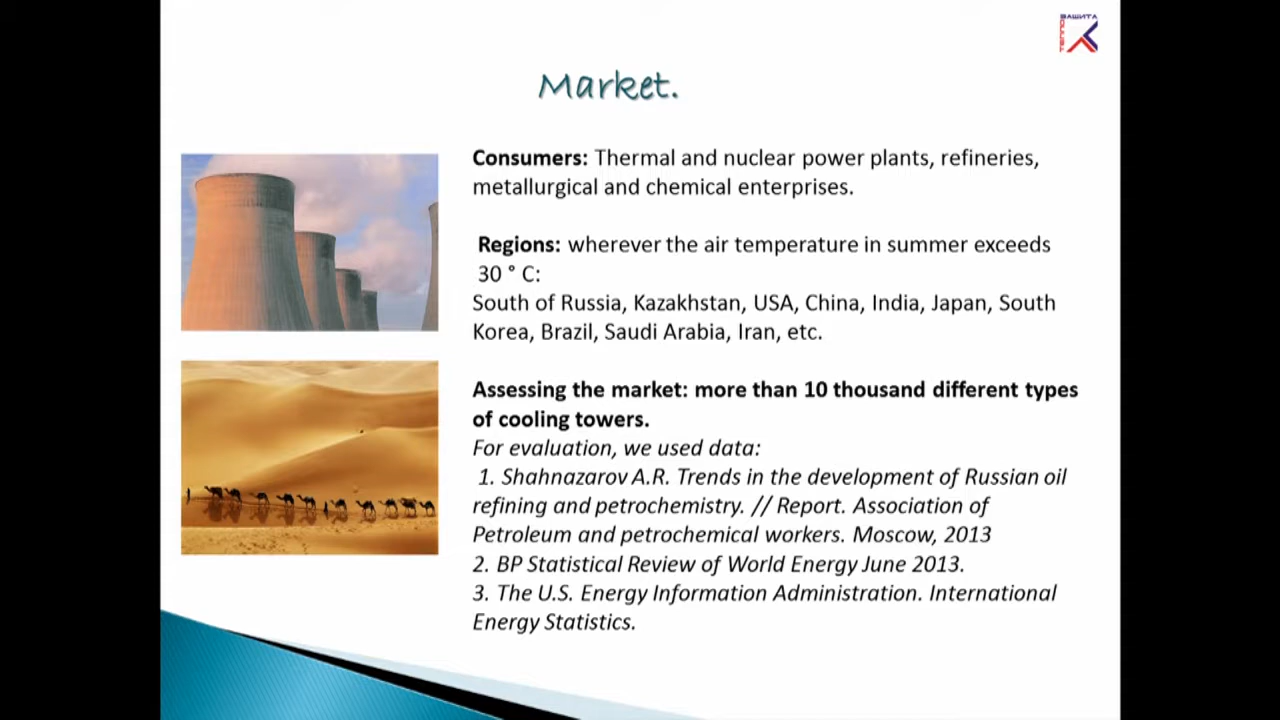 ЗАЩИТА
ТЕПЛО
Market.
Consumers: Thermal and nuclear power plants, refineries,
metallurgical and chemical enterprises.
Regions: wherever the air temperature in summer exceeds
30 ° C:
South of Russia, Kazakhstan, USA, China, India, Japan, South
Korea, Brazil, Saudi Arabia, Iran, etc.
Assessing the market: more than 10 thousand different types
of cooling towers.
For evaluation, we used data:
1. Shahnazarov A.R. Trends in the development of Russian oil
refining and petrochemistry. // Report. Association of
Petroleum and petrochemical workers. Moscow, 2013
2. BP Statistical Review of World Energy June 2013.
3. The U.S. Energy Information Administration. International
Energy Statistics.